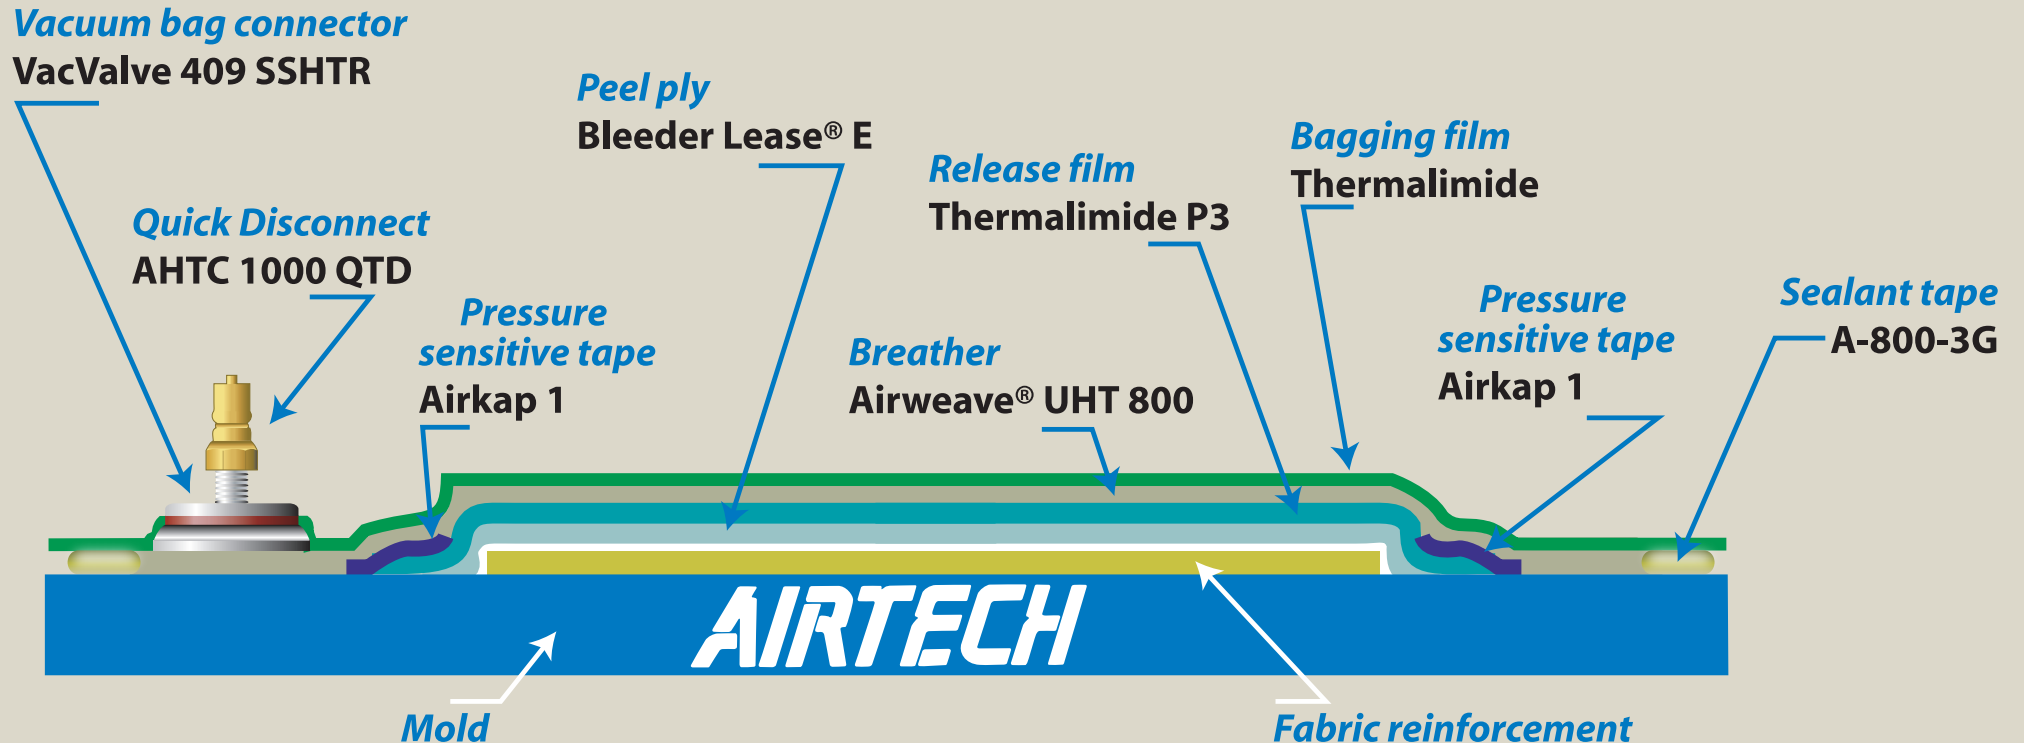 Vacuum bag connector
VacValve 409 SSHTR
Peel ply
Bleeder Lease® E
Bagging film
Thermalimide
Release film
Thermalimide P3
Quick Disconnect
AHTC 1000 QTD
Pressure
sensitive tape
Airkap 1
Breather
Airweave® UHT 800
Pressure
sensitive tape
Airkap 1
Sealant tape
A-800-3G
AIRTECH
Mold
Fabric reinforcement